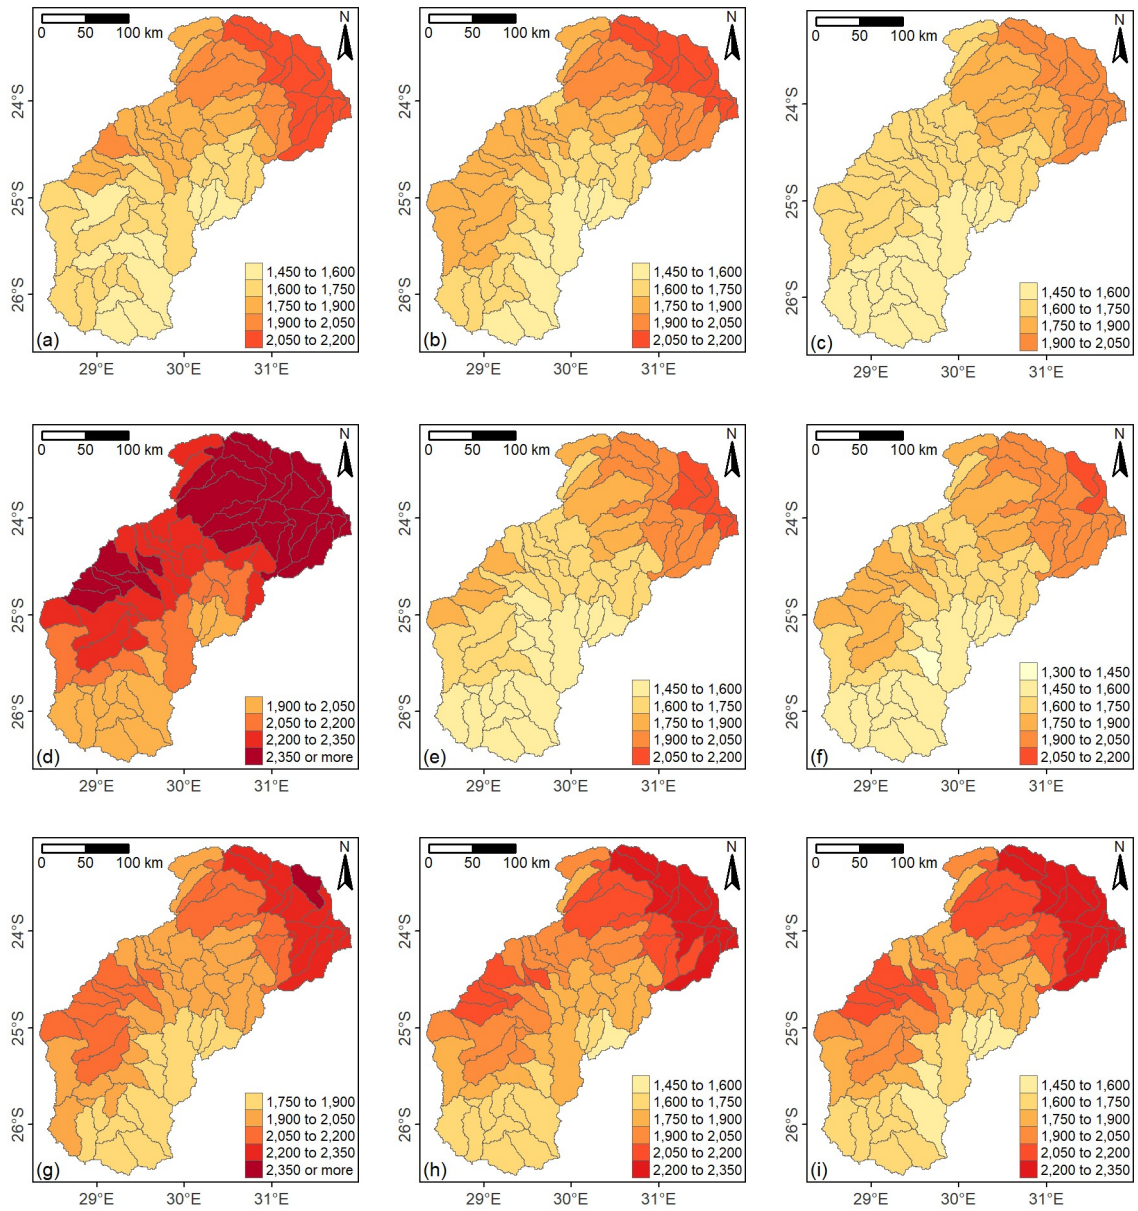 N
0 50 100 km
24°S
25°S
26°S
1,450 to 1,600
1,600 to 1,750
1,750 to 1,900
1,900 to 2,050
2,050 to 2,200
(a)
29°E 30°E 31°E
N
0 50 100 km
24°S
25°S
26°S
1,450 to 1,600
1,600 to 1,750
1,750 to 1,900
1,900 to 2,050
2,050 to 2,200
(b)
29°E 30°E 31°E
N
0 50 100 km
24°S
25°S
26°S
1,450 to 1,600
1,600 to 1,750
1,750 to 1,900
1,900 to 2,050
(c)
29°E 30°E 31°E
N
0 50 100 km
24°S
25°S
26°S
1,900 to 2,050
2,050 to 2,200
2,200 to 2,350
2,350 or more
(d)
29°E 30°E 31°E
N
0 50 100 km
24°S
25°S
26°S
1,450 to 1,600
1,600 to 1,750
1,750 to 1,900
1,900 to 2,050
2,050 to 2,200
(e)
29°E 30°E 31°E
N
0 50 100 km
24°S
25°S
26°S
1,300 to 1,450
1,450 to 1,600
1,600 to 1,750
1,750 to 1,900
1,900 to 2,050
2,050 to 2,200
(f)
29°E 30°E 31°E
N
0 50 100 km
24°S
25°S
26°S
1,750 to 1,900
1,900 to 2,050
2,050 to 2,200
2,200 to 2,350
2,350 or more
(g)
29°E 30°E 31°E
N
0 50 100 km
24°S
25°S
26°S
1,450 to 1,600
1,600 to 1,750
1,750 to 1,900
1,900 to 2,050
2,050 to 2,200
2,200 to 2,350
(h)
29°E 30°E 31°E
N
0 50 100 km
24°S
25°S
26°S
1,450 to 1,600
1,600 to 1,750
1,750 to 1,900
1,900 to 2,050
2,050 to 2,200
2,200 to 2,350
(i)
29°E 30°E 31°E